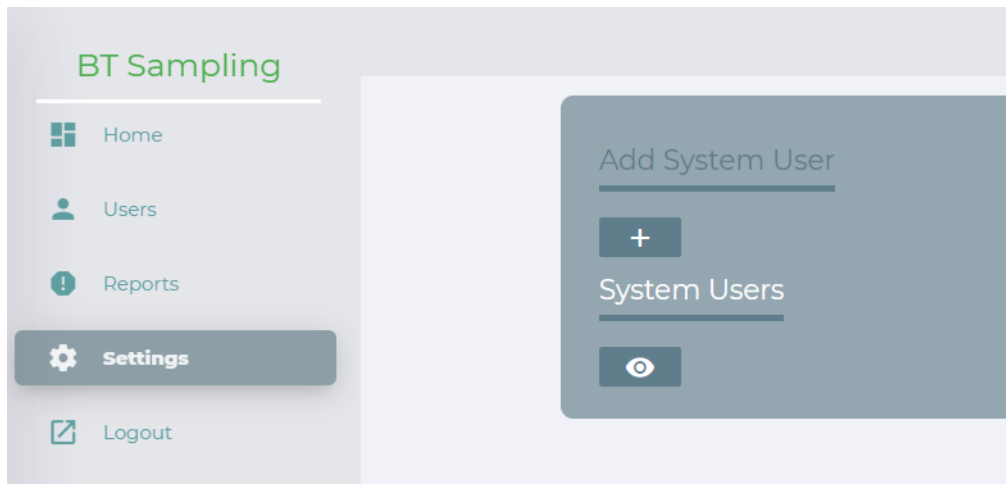 BT Sampling
Home
Users
Reports
Settings
Logout
Add System User
System Users